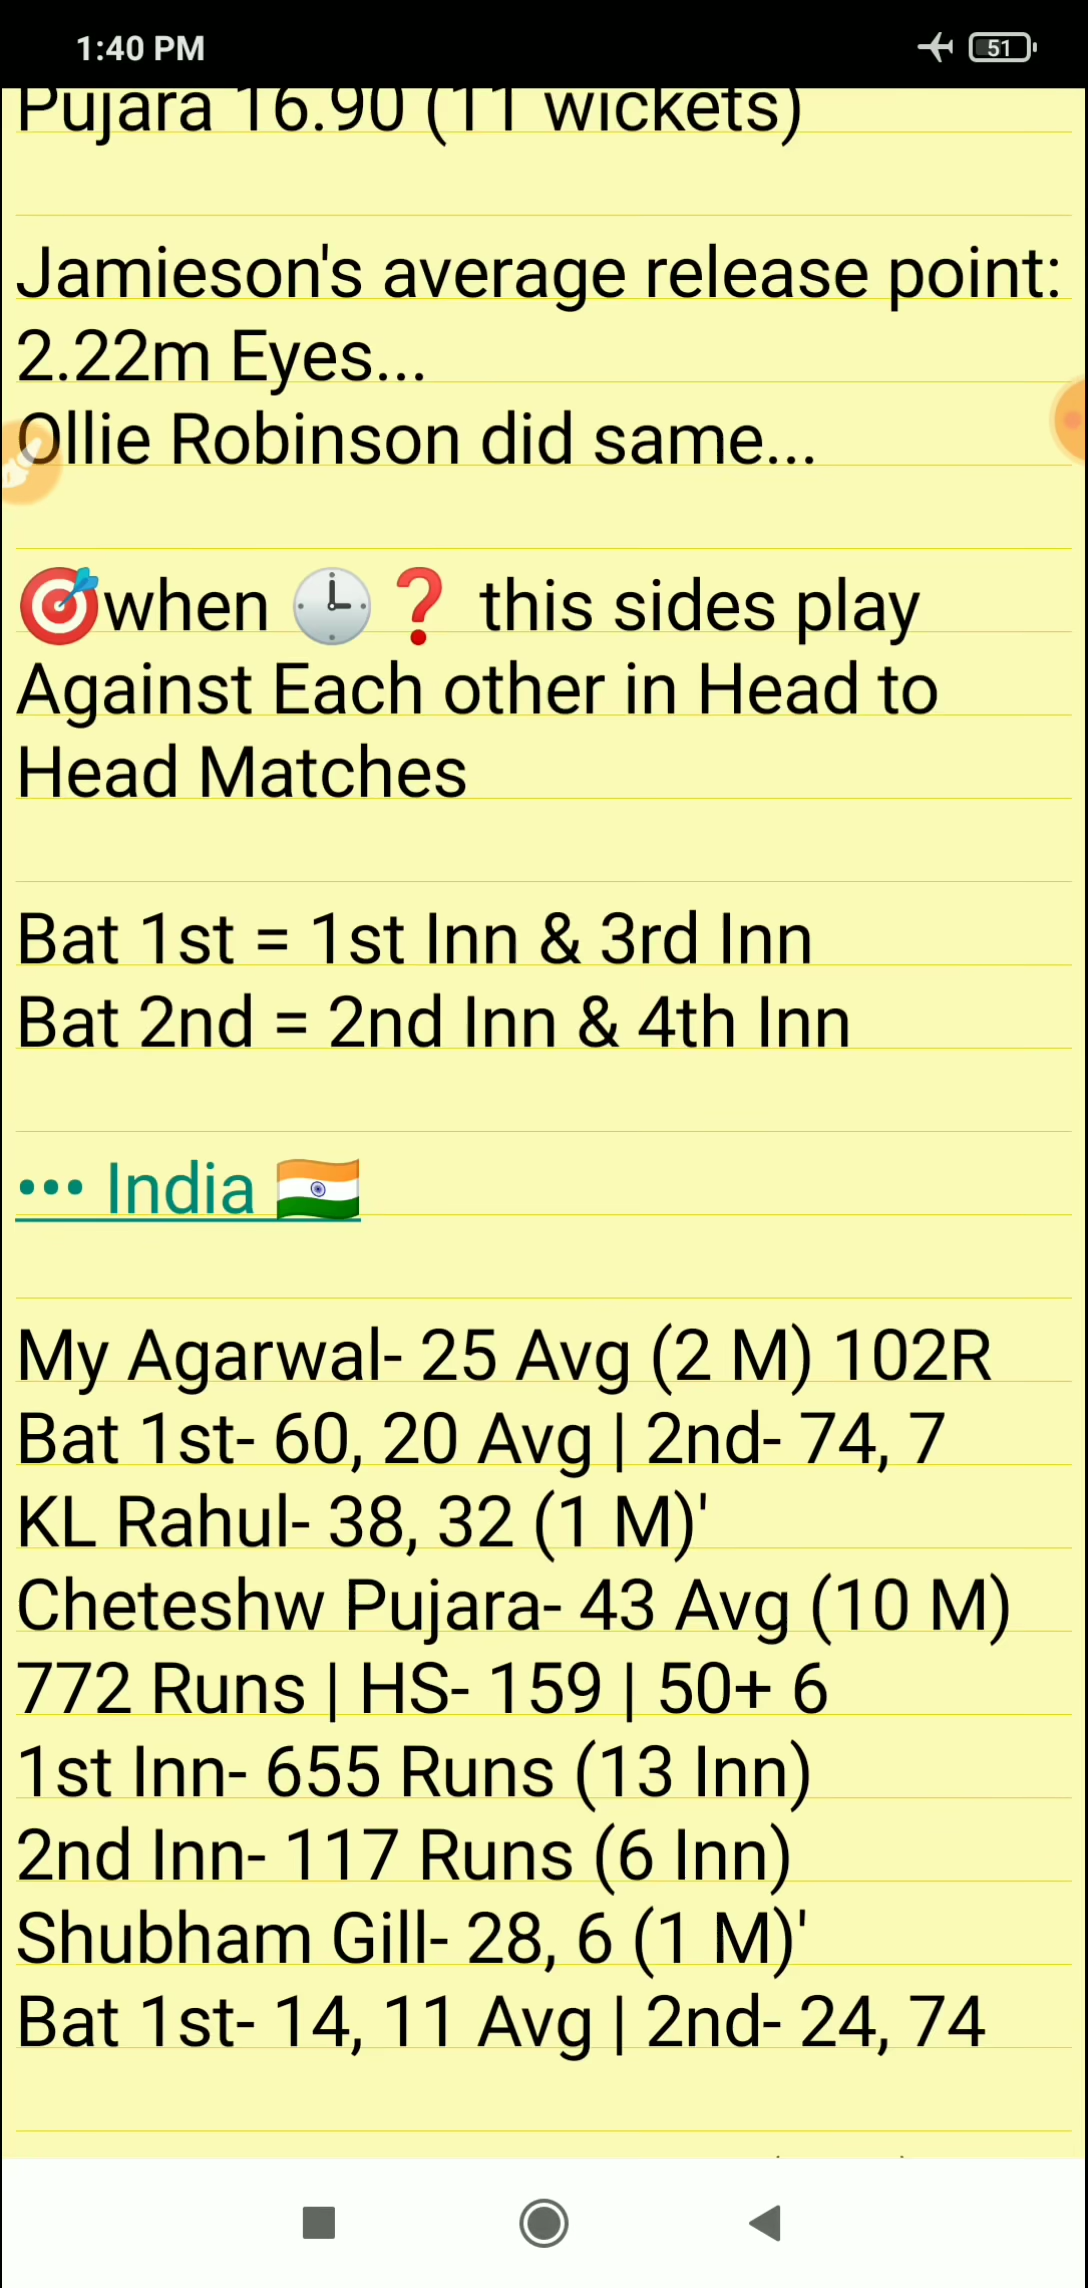 1:40 PM
51
Pujara 16.90 (11 wickets)
Jamieson's average release point:
2.22m Eyes...
Ollie Robinson did same...
🎯when 🕒❓ this sides play
Against Each other in Head to
Head Matches
Bat 1st = 1st Inn & 3rd Inn
Bat 2nd = 2nd Inn & 4th Inn
••• India 🇮🇳
My Agarwal- 25 Avg (2 M) 102R
Bat 1st- 60, 20 Avg | 2nd- 74, 7
KL Rahul- 38, 32 (1 M)'
Cheteshw Pujara- 43 Avg (10 M)
772 Runs | HS- 159 | 50+ 6
1st Inn- 655 Runs (13 Inn)
2nd Inn- 117 Runs (6 Inn)
Shubham Gill- 28, 6 (1 M)'
Bat 1st- 14, 11 Avg | 2nd- 24, 74